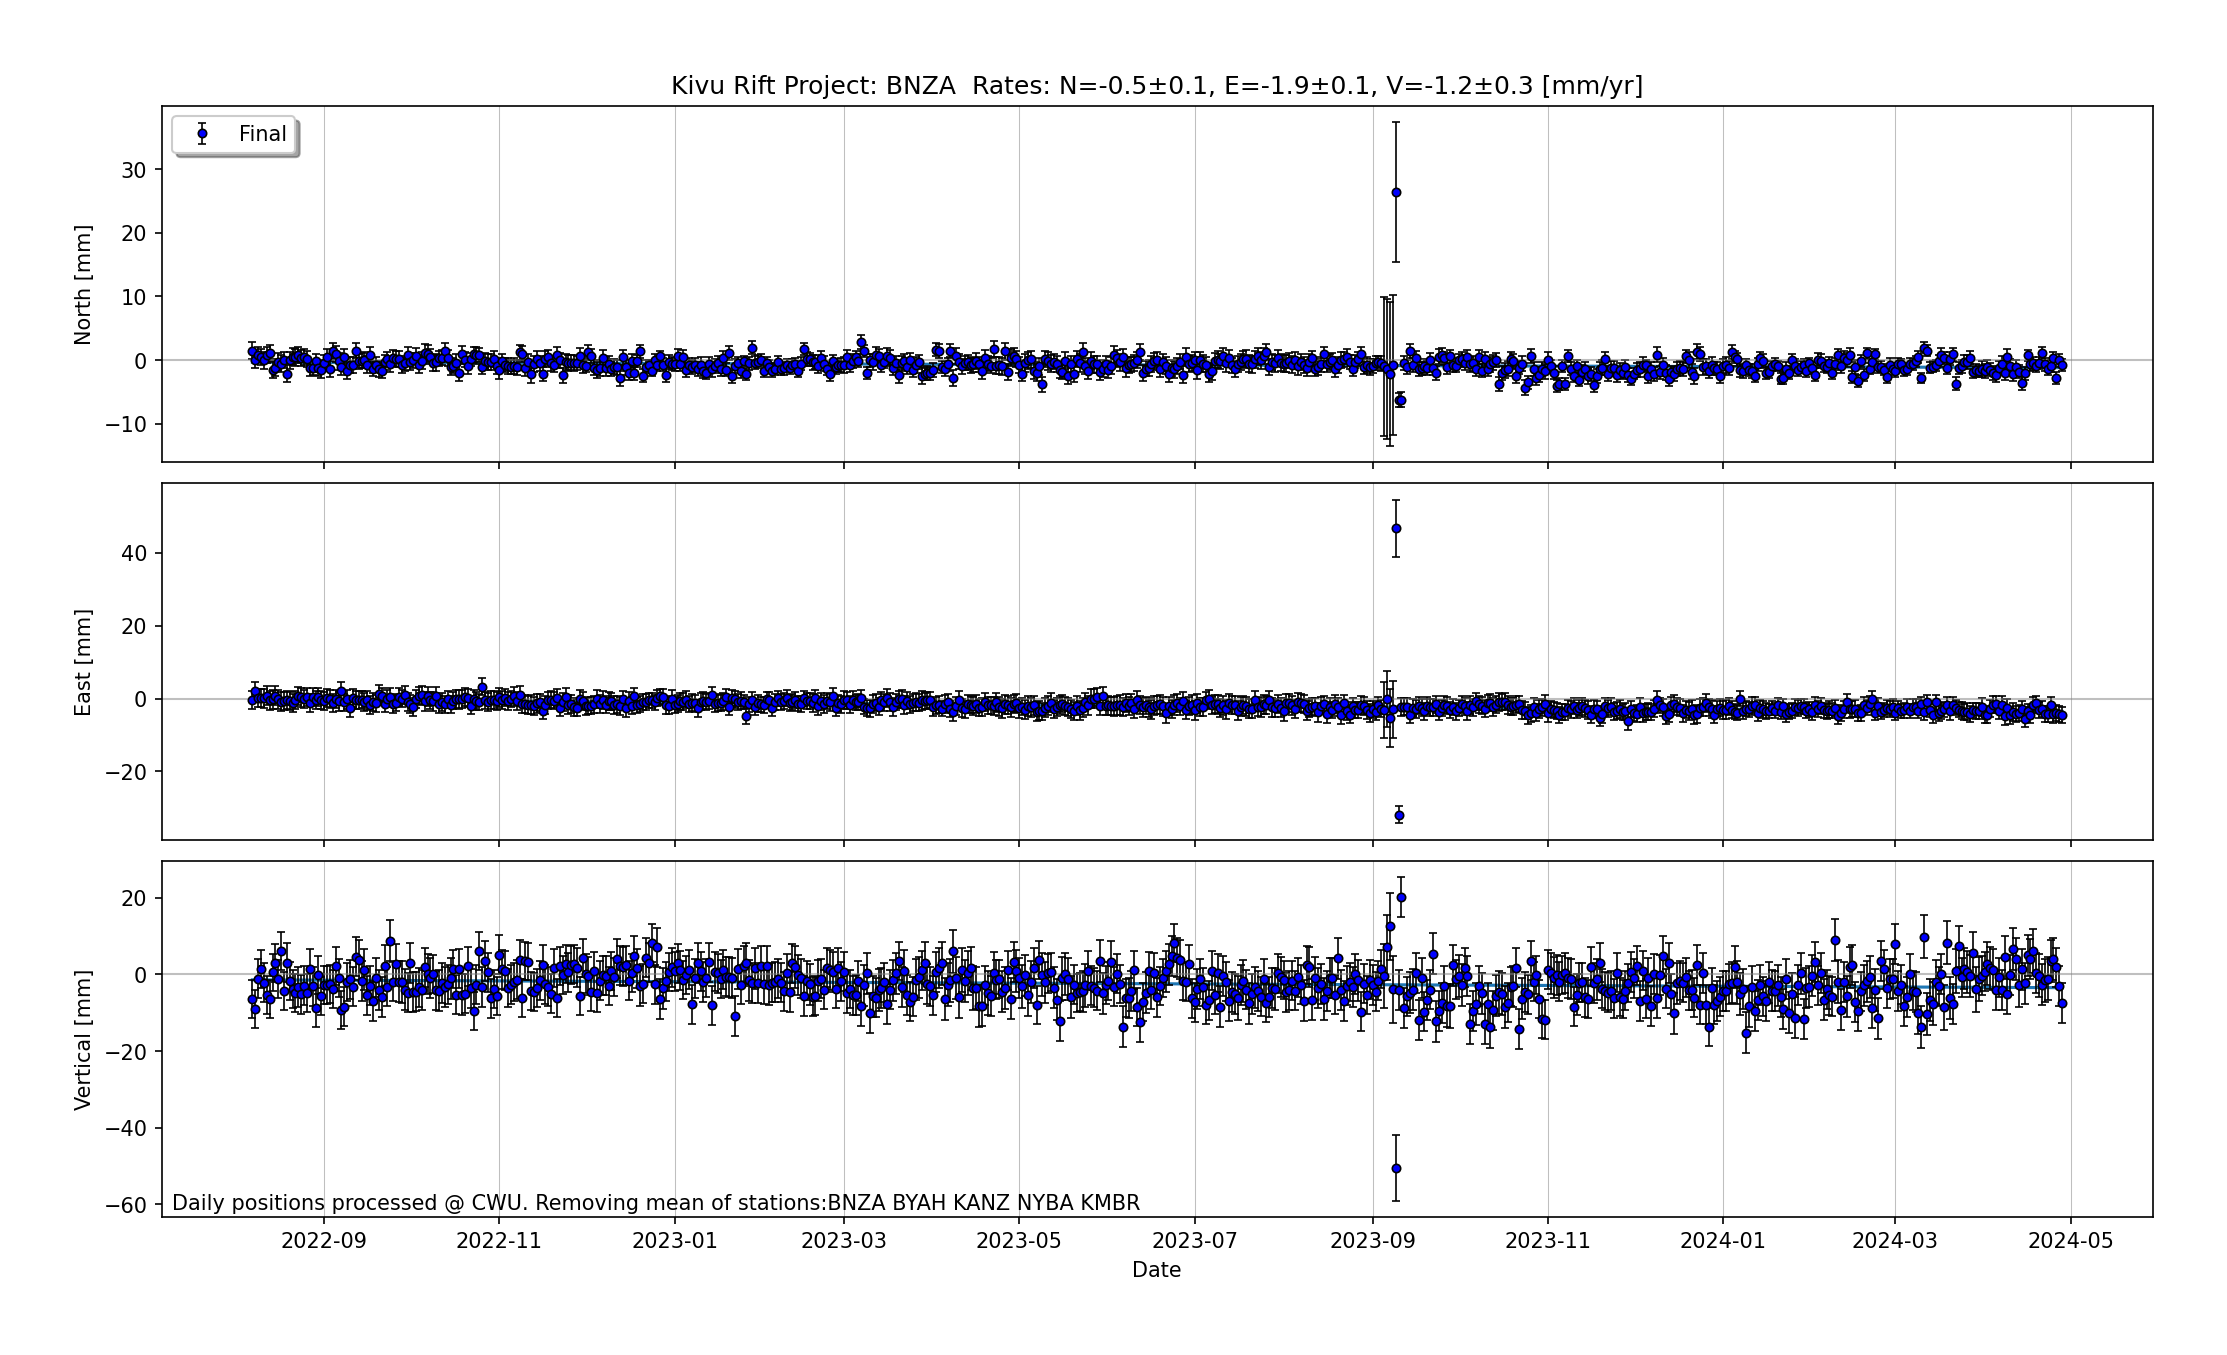 Kivu Rift Project: BNZA  Rates: N=-0.5±0.1, E=-1.9±0.1, V=-1.2±0.3 [mm/yr]
Final
North [mm]
30
20
10
0
−10
East [mm]
40
20
0
−20
Vertical [mm]
20
0
−20
−40
−60
Daily positions processed @ CWU. Removing mean of stations:BNZA BYAH KANZ NYBA KMBR
2022-09 2022-11 2023-01 2023-03 2023-05 2023-07 2023-09 2023-11 2024-01 2024-03 2024-05
Date